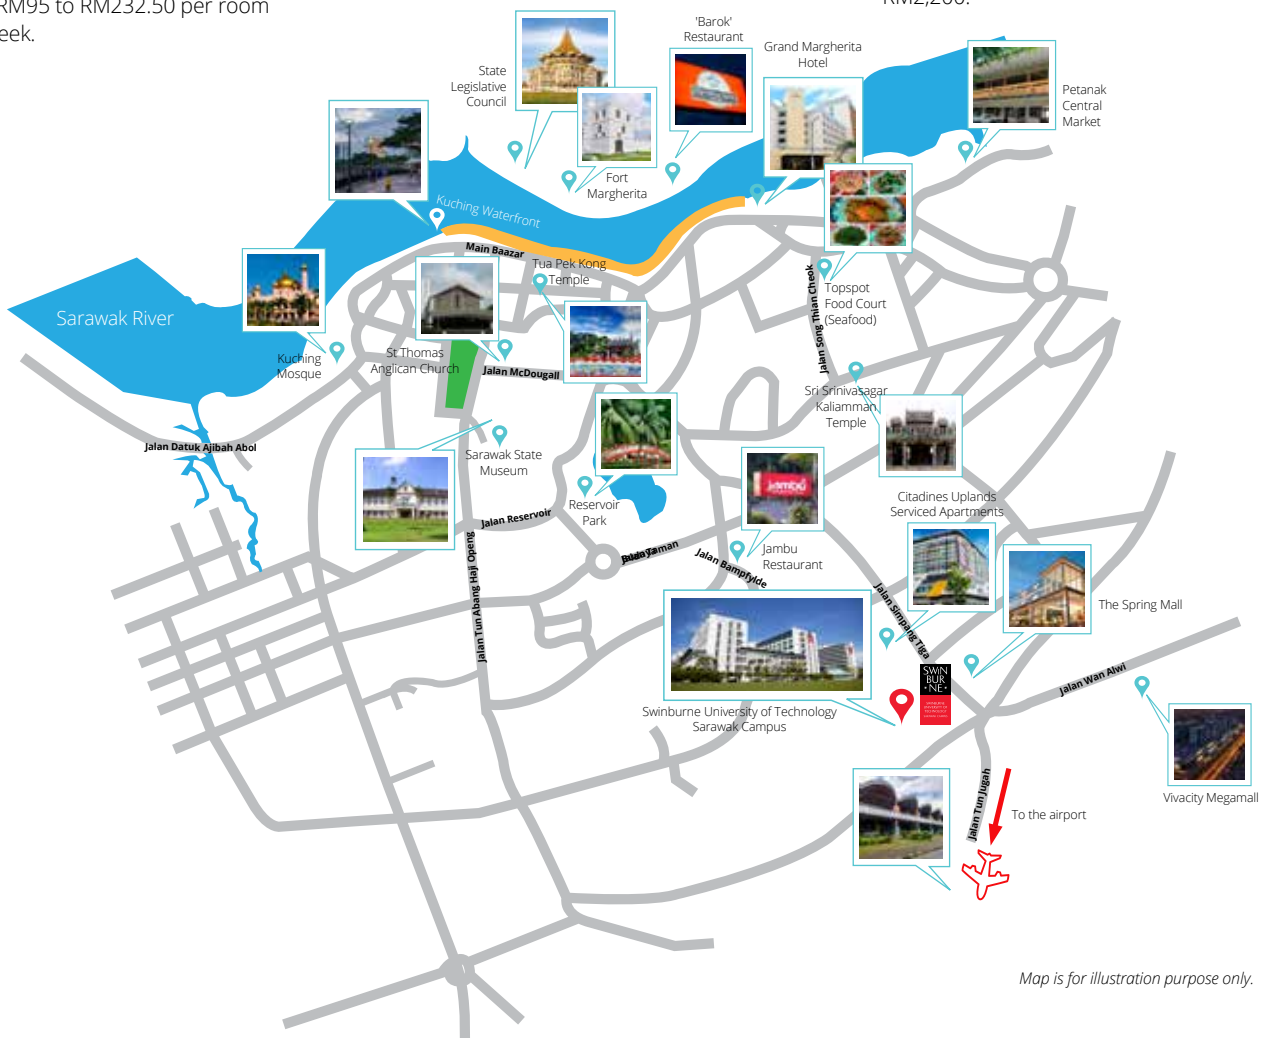 RM95 to RM232.50 per room
eek.
'Barok'
Restaurant
Grand Margherita
Hotel
State
Legislative
Council
Petanak
Central
Market
Fort
Margherita
Kuching Waterfront
Main Baazar
Tua Pek Kong
Temple
Sarawak River
Topspot
Food Court
(Seafood)
Jalan Song Thian Cheok
Kuching
Mosque
St Thomas
Anglican Church
Jalan McDougall
Sri Srinivasagar
Kaliamman
Temple
Jalan Datuk Ajibah Abol
Sarawak State
Museum
Reservoir
Park
jambu
Citadines Uplands
Serviced Apartments
Jalan Reservoir
Jalan Tun Abang Haji Openg
Jalan Bampfylde
Jambu
Restaurant
Jalan Simpang Tiga
The Spring Mall
SWIN
BUR
NE
SWINBURNE
UNIVERSITY OF
TECHNOLOGY
Jalan Wan Alwi
Swinburne University of Technology
Sarawak Campus
Vivacity Megamall
Jalan Tun Jugah
To the airport
Map is for illustration purpose only.